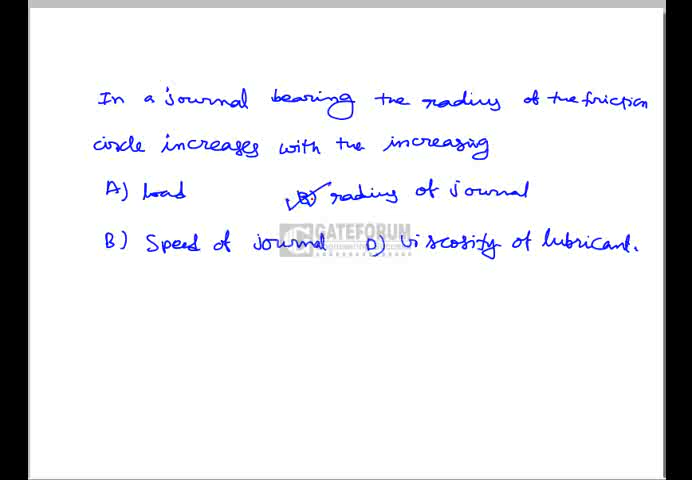 In a journal bearing the radius of the friction
circle increases with the increasing
A) load radius of journal
B) Speed of journal D) viscosity of lubricant.
GATEFORUM